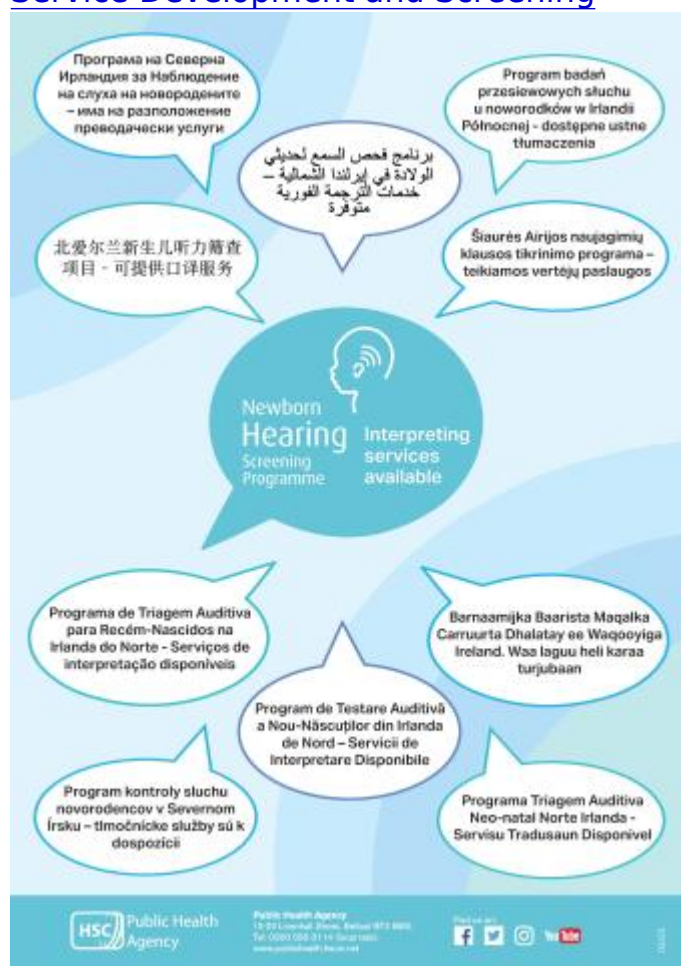 Service Development and Screening
Програма на Северна
Ирландия за Наблюдение
на слуха на новородените
– има на разположение
преводачески услуги
Program badań
przesiewowych słuchu
u noworodków w Irlandii
Północnej - dostępne ustne
tłumaczenia
برنامج فحص السمع لحديثي
الولادة في إيرلندا الشمالية –
خدمات الترجمة الفورية
متوفرة
北爱尔兰新生儿听力筛查
项目 - 可提供口译服务
Šiaurės Airijos naujagimių
klausos tikrinimo programa –
teikiamos vertėjų paslaugos
Newborn
Hearing
Screening
Programme
Interpreting
services
available
Programa de Triagem Auditiva
para Recém-Nascidos na
Irlanda do Norte - Serviços de
interpretação disponíveis
Barnaamijka Baarista Maqalka
Carruurta Dhalatay ee Waqooyiga
Ireland. Waa laguu heli karaa
turjubaan
Program de Testare Auditivă
a Nou-Născuților din Irlanda
de Nord – Servicii de
Interpretare Disponibile
Program kontroly sluchu
novorodencov v Severnom
Írsku – tlmočnícke služby sú k
dospozícii
Programa Triagem Auditiva
Neo-natal Norte Irlanda -
Servisu Tradusaun Disponivel
HSC Public Health
Agency
Public Health Agency
Find us on:
YouTube